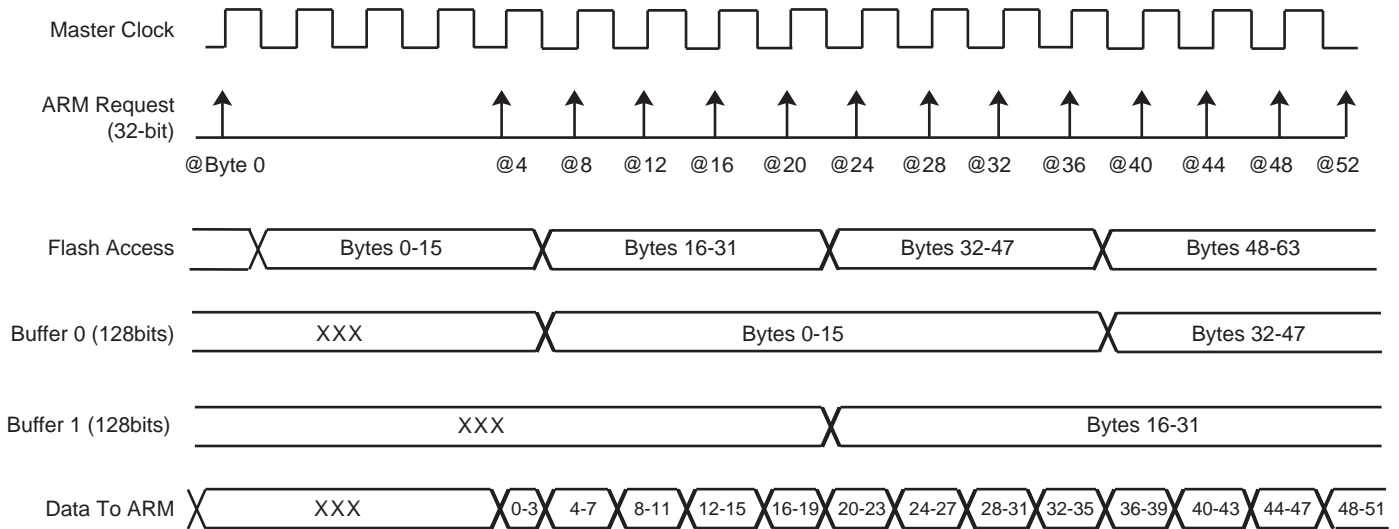 Master Clock
ARM Request
(32-bit)
@Byte 0 @4 @8 @12 @16 @20 @24 @28 @32 @36 @40 @44 @48 @52
Flash Access Bytes 0-15 Bytes 16-31 Bytes 32-47 Bytes 48-63
Buffer 0 (128bits) XXX Bytes 0-15 Bytes 32-47
Buffer 1 (128bits) XXX Bytes 16-31
Data To ARM XXX 0-3 4-7 8-11 12-15 16-19 20-23 24-27 28-31 32-35 36-39 40-43 44-47 48-51